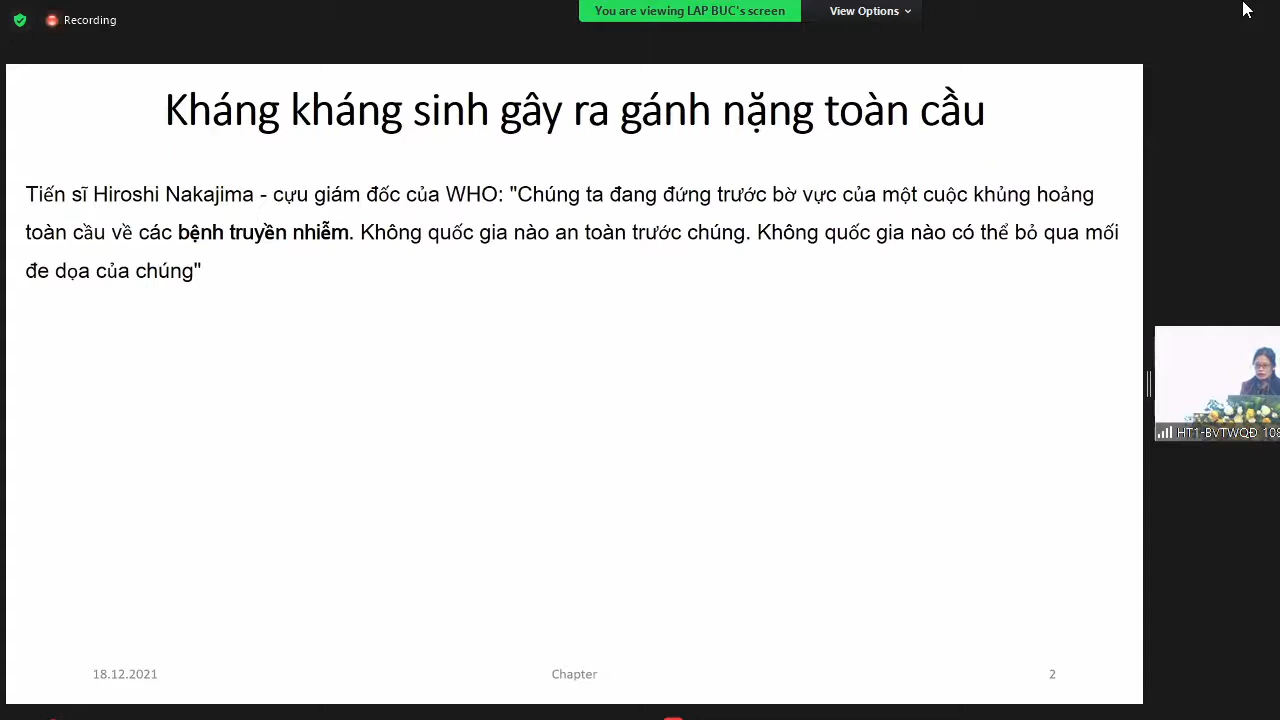 Recording
You are viewing LAP BUC's screen
View Options
Kháng kháng sinh gây ra gánh nặng toàn cầu
Tiến sĩ Hiroshi Nakajima - cựu giám đốc của WHO: "Chúng ta đang đứng trước bờ vực của một cuộc khủng hoảng
toàn cầu về các bệnh truyền nhiễm. Không quốc gia nào an toàn trước chúng. Không quốc gia nào có thể bỏ qua mối
đe dọa của chúng"
HT1-BVTWQĐ 108
18.12.2021
Chapter
2